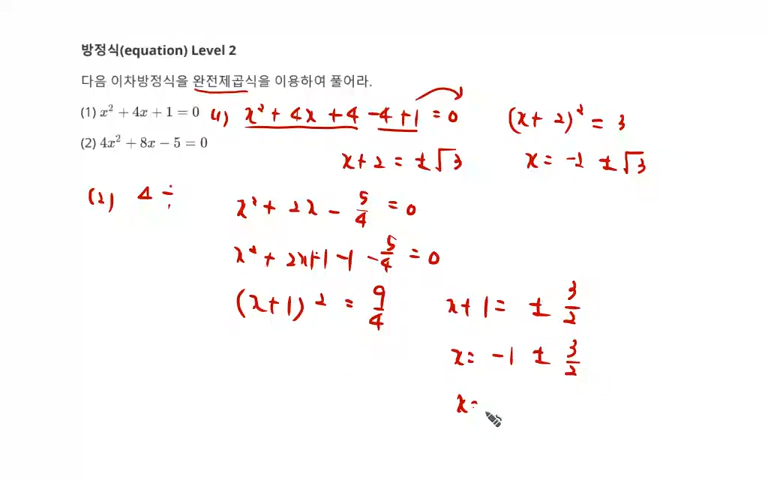 방정식(equation) Level 2
다음 이차방정식을 완전제곱식을 이용하여 풀어라.
(1) x² + 4x + 1 = 0
(1) x² + 4x + 4 - 4 + 1 = 0
(x + 2)² = 3
(2) 4x² + 8x - 5 = 0
x + 2 = ±√3
x = -2 ±√3
(2) 4 ÷
x² + 2x - 5/4 = 0
x² + 2x + 1 - 1 - 5/4 = 0
(x + 1)² = 9/4
x + 1 = ± 3/2
x = -1 ± 3/2
x =